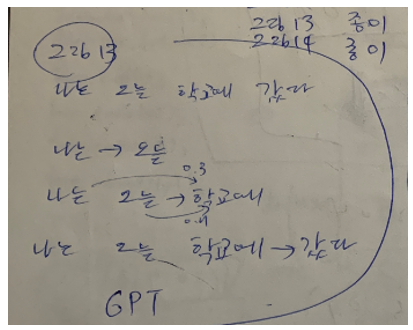 22613 종이
22614 종이
22613
나는 오늘 학교에 갔다
나는 → 오늘
0.3
나는 오늘 → 학교에
나는 오늘 학교에 → 갔다
GPT